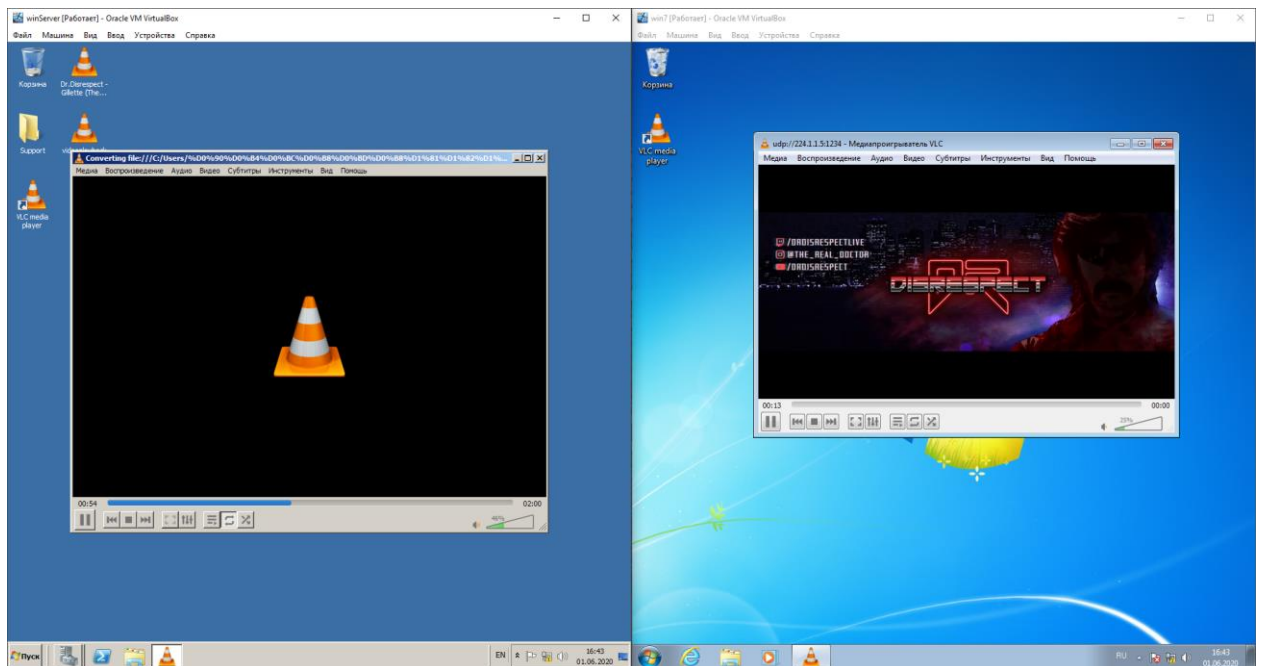 winServer [Работает] - Oracle VM VirtualBox
Файл Машина Вид Ввод Устройства Справка
Корзина
Dr.Disrespect -
Gillette (The...
Support
VLC media
player
Converting file:///C:/Users/%D0%90%D0%B4%D0%BC%D0%B8%D0%BD%D0%B8%D1%81%D1%82%D1%...
Медиа Воспроизведение Аудио Видео Субтитры Инструменты Вид Помощь
00:54
02:00
Пуск
EN
16:43
01.06.2020
win7 [Работает] - Oracle VM VirtualBox
Файл Машина Вид Ввод Устройства Справка
Корзина
VLC media
player
udp://224.1.1.5:1234 - Медиапроигрыватель VLC
Медиа Воспроизведение Аудио Видео Субтитры Инструменты Вид Помощь
/DRDISRESPECTLIVE
@THE_REAL_DOCTOR
/DRDISRESPECT
DISRESPECT
00:13
00:00
25%
RU
16:43
01.06.2020